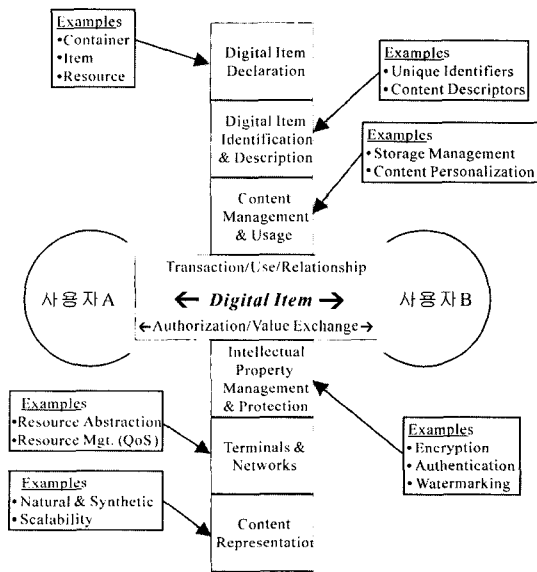 Examples
•Container
•Item
•Resource
Digital Item
Declaration
Examples
• Unique Identifiers
• Content Descriptors
Digital Item
Identification
& Description
Examples
• Storage Management
• Content Personalization
Content
Management
& Usage
Transaction/Use/Relationship
사용자A
← Digital Item →
사용자B
←Authorization/Value Exchange→
Intellectual
Property
Management
& Protection
Examples
•Resource Abstraction
•Resource Mgt. (QoS)
Terminals &
Networks
Examples
• Encryption
• Authentication
• Watermarking
Examples
• Natural & Synthetic
• Scalability
Content
Representation